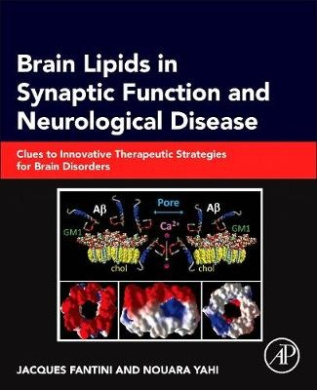 Brain Lipids in
Synaptic Function and
Neurological Disease
Clues to Innovative Therapeutic Strategies
for Brain Disorders
Aβ
Pore
Aβ
GM1
Ca²⁺
GM1
chol
chol
JACQUES FANTINI AND NOUARA YAHI
AP